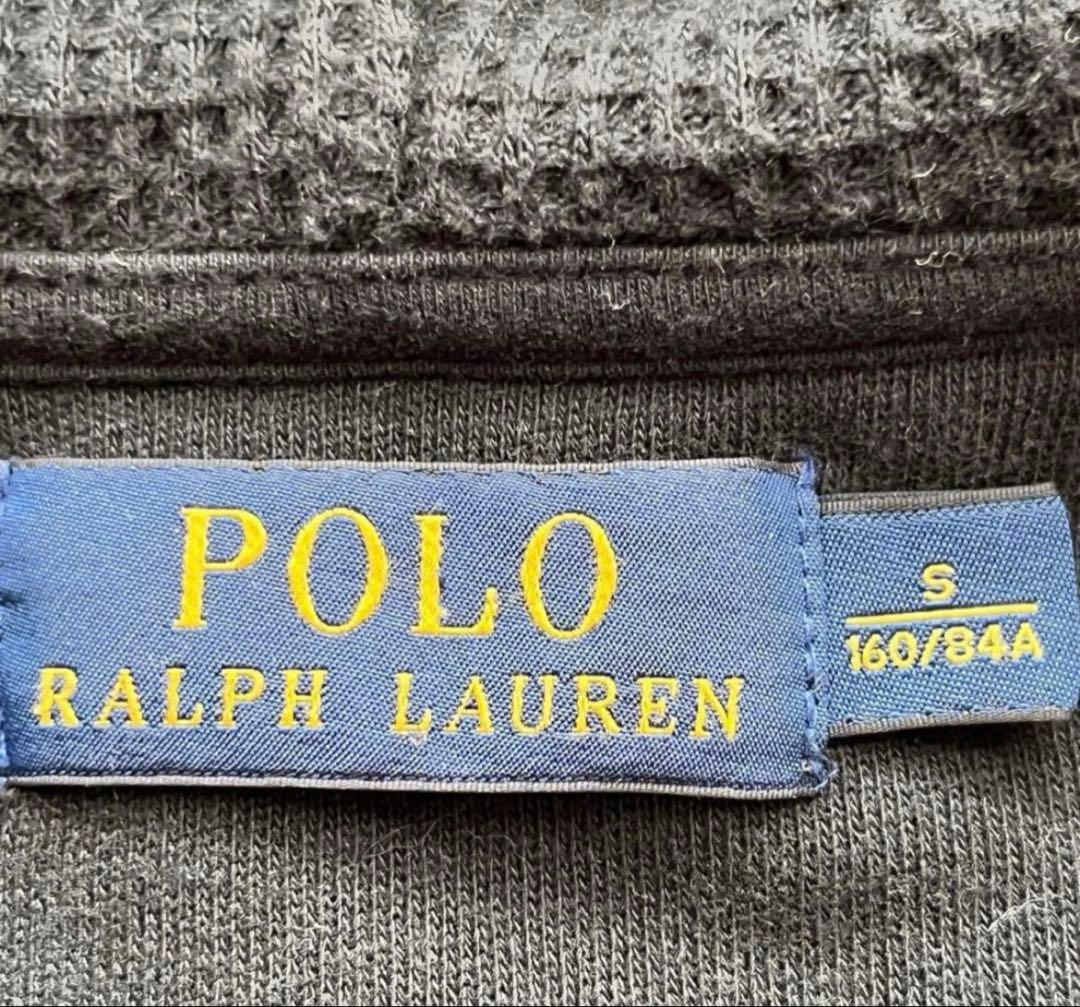 POLO
RALPH LAUREN
S
160/84A